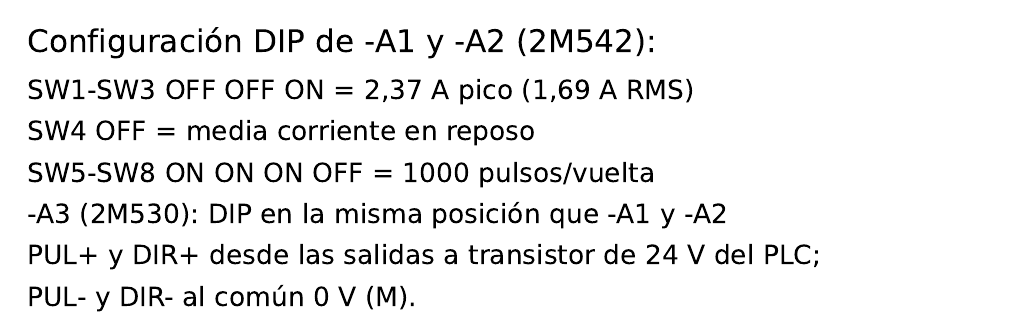 Configuración DIP de -A1 y -A2 (2M542):
SW1-SW3 OFF OFF ON = 2,37 A pico (1,69 A RMS)
SW4 OFF = media corriente en reposo
SW5-SW8 ON ON ON OFF = 1000 pulsos/vuelta
-A3 (2M530): DIP en la misma posición que -A1 y -A2
PUL+ y DIR+ desde las salidas a transistor de 24 V del PLC;
PUL- y DIR- al común 0 V (M).